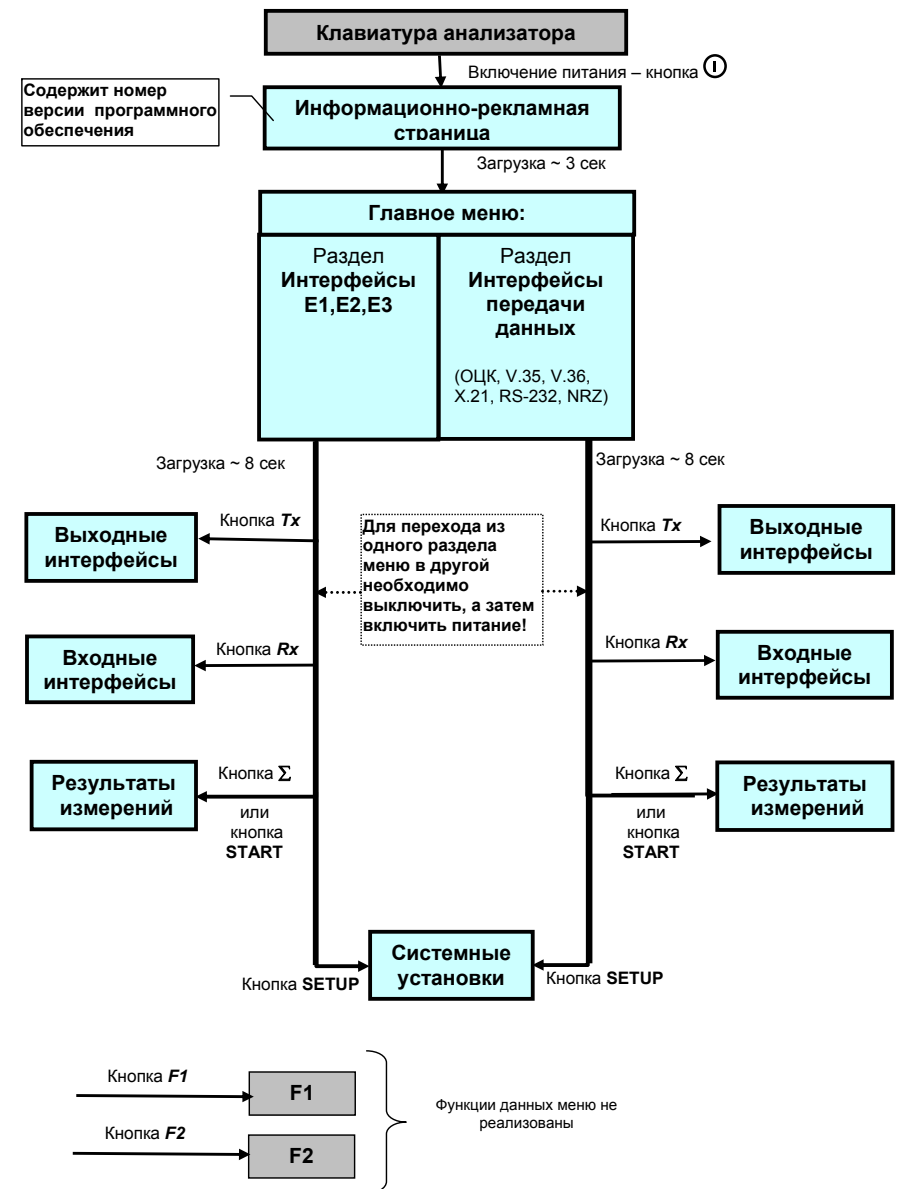 Клавиатура анализатора
Включение питания – кнопка
Содержит номер
версии программного
обеспечения
Информационно-рекламная
страница
Загрузка ~ 3 сек
Главное меню:
Раздел
Интерфейсы
E1,E2,E3
Раздел
Интерфейсы
передачи
данных
(ОЦК, V.35, V.36,
X.21, RS-232, NRZ)
Загрузка ~ 8 сек
Загрузка ~ 8 сек
Кнопка Tx
Выходные
интерфейсы
Для перехода из
одного раздела
меню в другой
необходимо
выключить, а затем
включить питание!
Кнопка Tx
Выходные
интерфейсы
Кнопка Rx
Входные
интерфейсы
Кнопка Rx
Входные
интерфейсы
Кнопка Σ
Результаты
измерений
или
кнопка
START
Кнопка Σ
Результаты
измерений
или
кнопка
START
Системные
установки
Кнопка SETUP
Кнопка SETUP
Кнопка F1
F1
Кнопка F2
F2
Функции данных меню не
реализованы